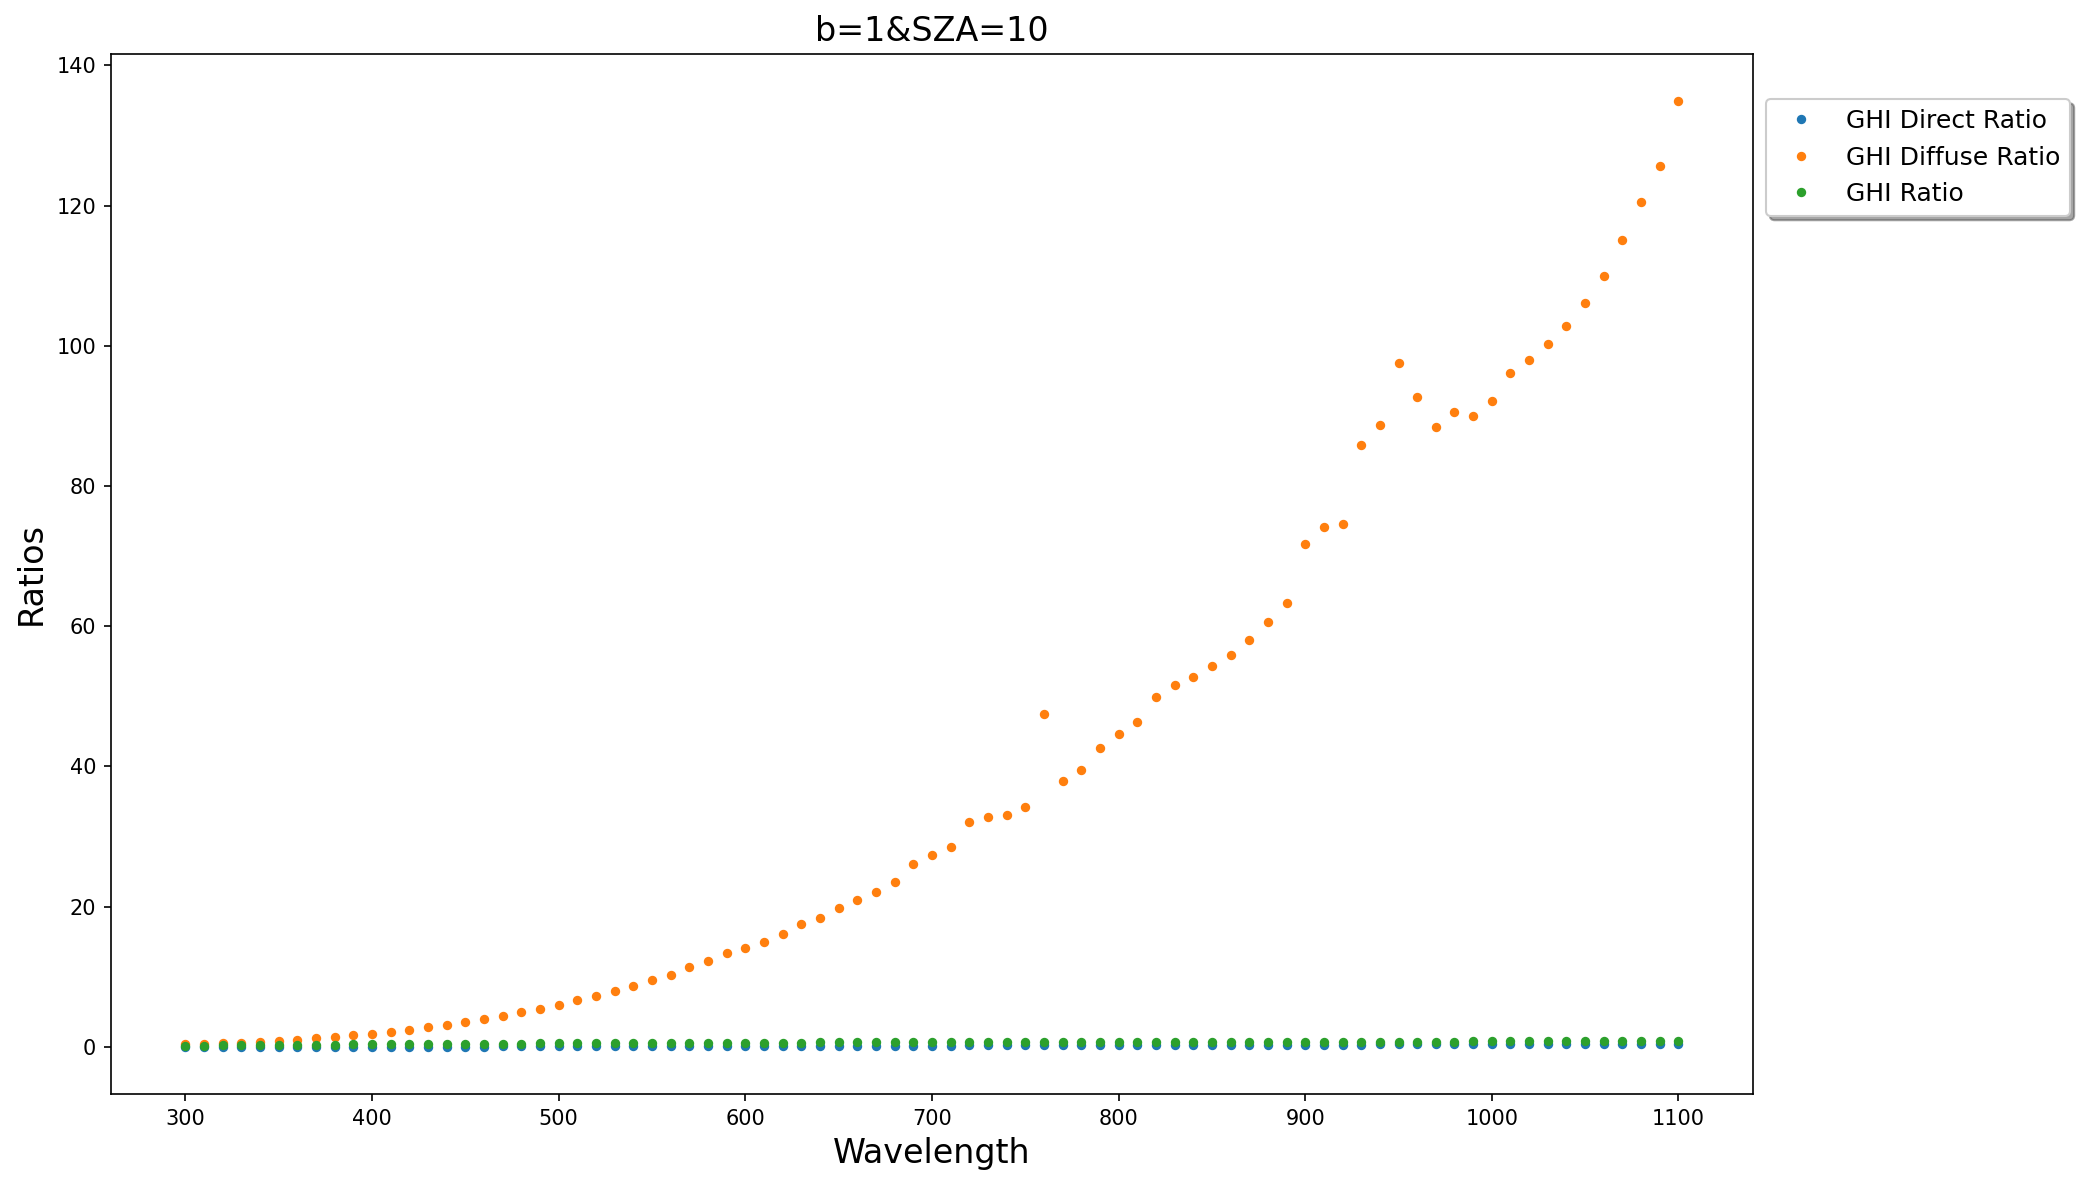 b=1&SZA=10
140
120
100
80
60
40
20
0
Ratios
300 400 500 600 700 800 900 1000 1100
Wavelength
GHI Direct Ratio
GHI Diffuse Ratio
GHI Ratio